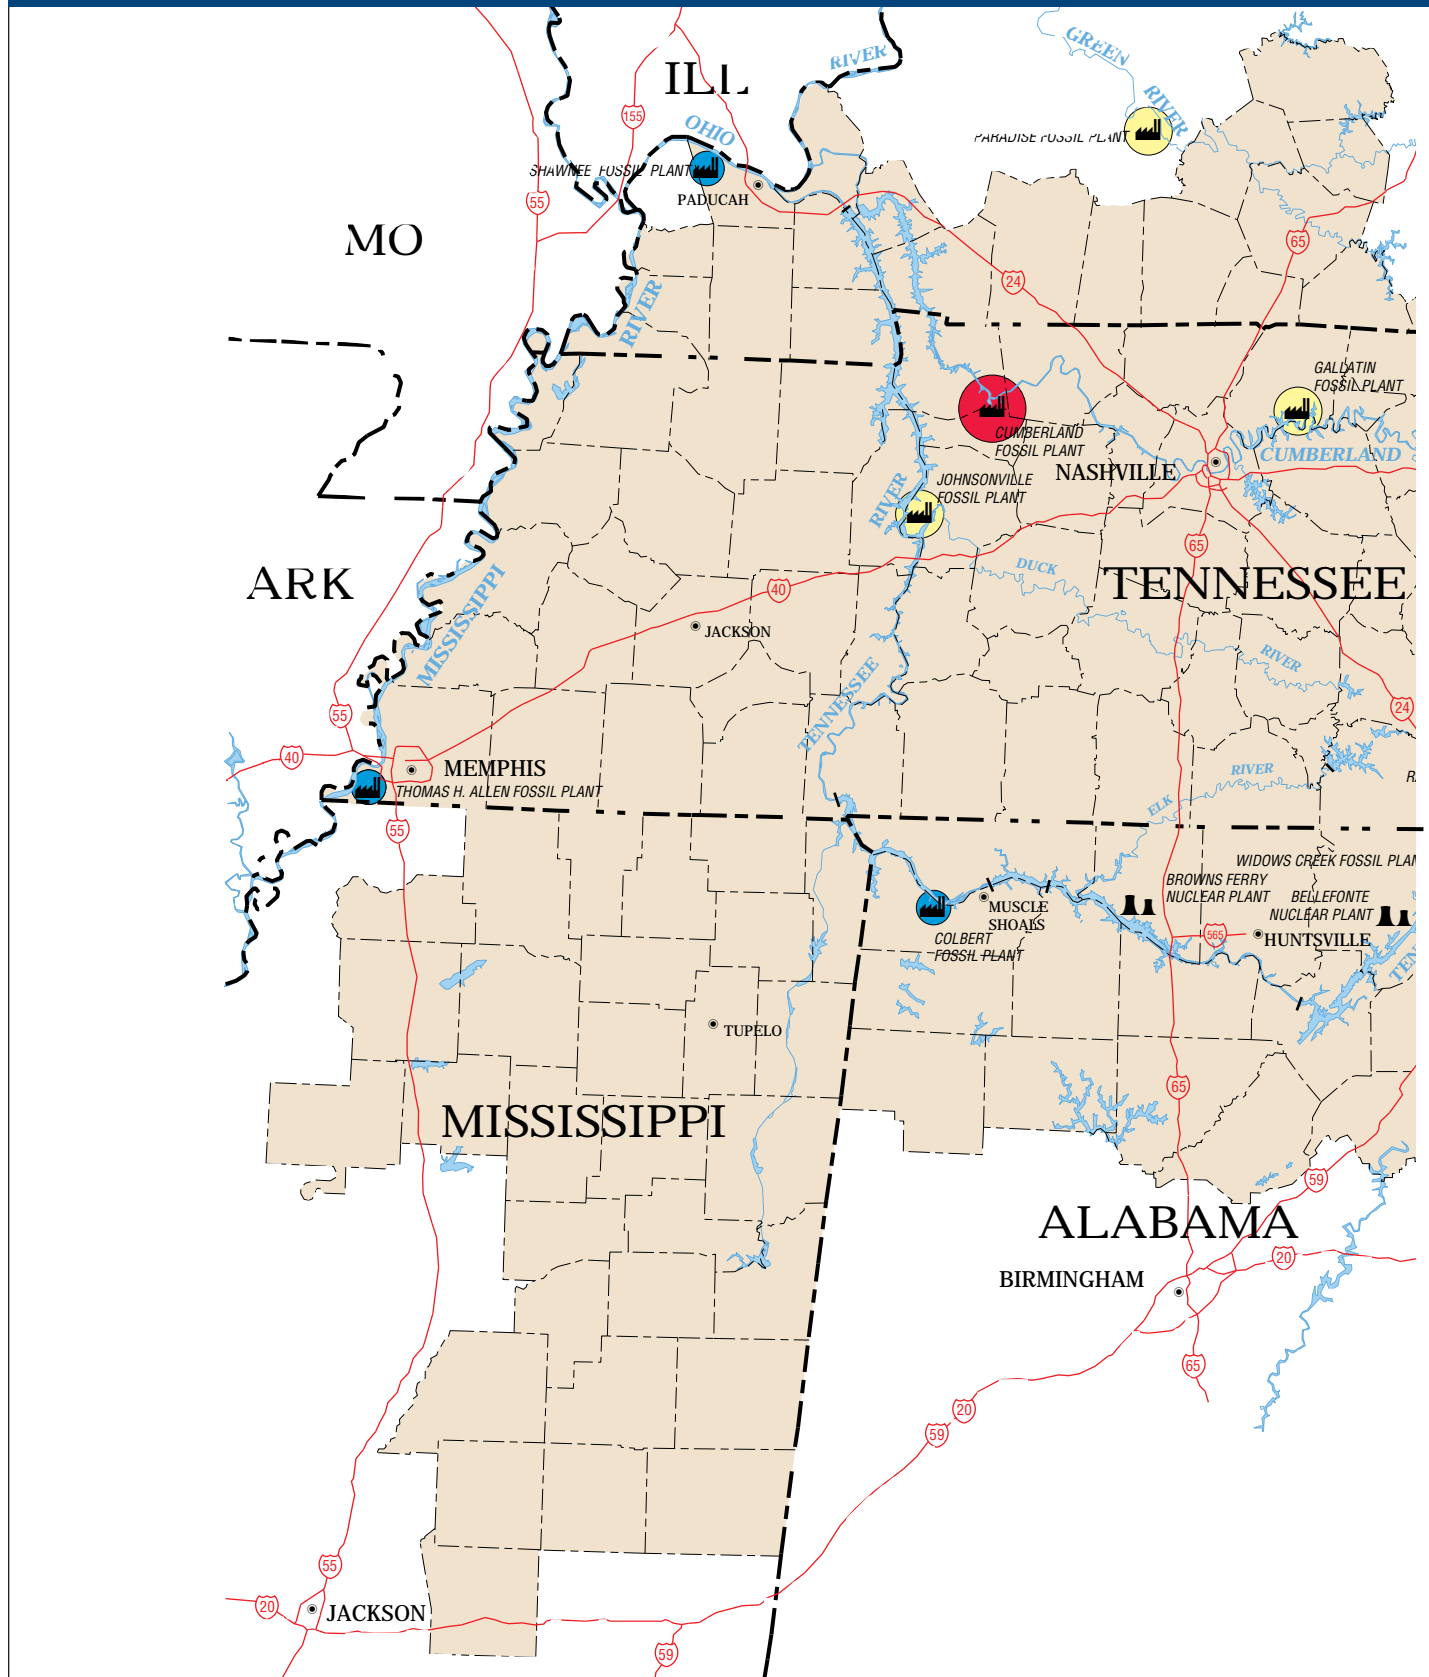 GREEN
RIVER
ILL
RIVER
155
OHIO
RIVER
PARADISE FOSSIL PLANT
SHAWNEE FOSSIL PLANT
PADUCAH
55
MO
65
24
RIVER
GALLATIN
FOSSIL PLANT
CUMBERLAND
FOSSIL PLANT
CUMBERLAND
NASHVILLE
JOHNSONVILLE
FOSSIL PLANT
RIVER
65
DUCK
TENNESSEE
ARK
MISSISSIPPI
40
JACKSON
RIVER
TENNESSEE
55
24
40
MEMPHIS
THOMAS H. ALLEN FOSSIL PLANT
RIVER
ELK
55
WIDOWS CREEK FOSSIL PLAN
BROWNS FERRY
NUCLEAR PLANT
BELLEFONTE
NUCLEAR PLANT
MUSCLE
SHOALS
COLBERT
FOSSIL PLANT
565
HUNTSVILLE
TEN
TUPELO
65
MISSISSIPPI
59
ALABAMA
20
BIRMINGHAM
65
20
59
55
20
JACKSON
59